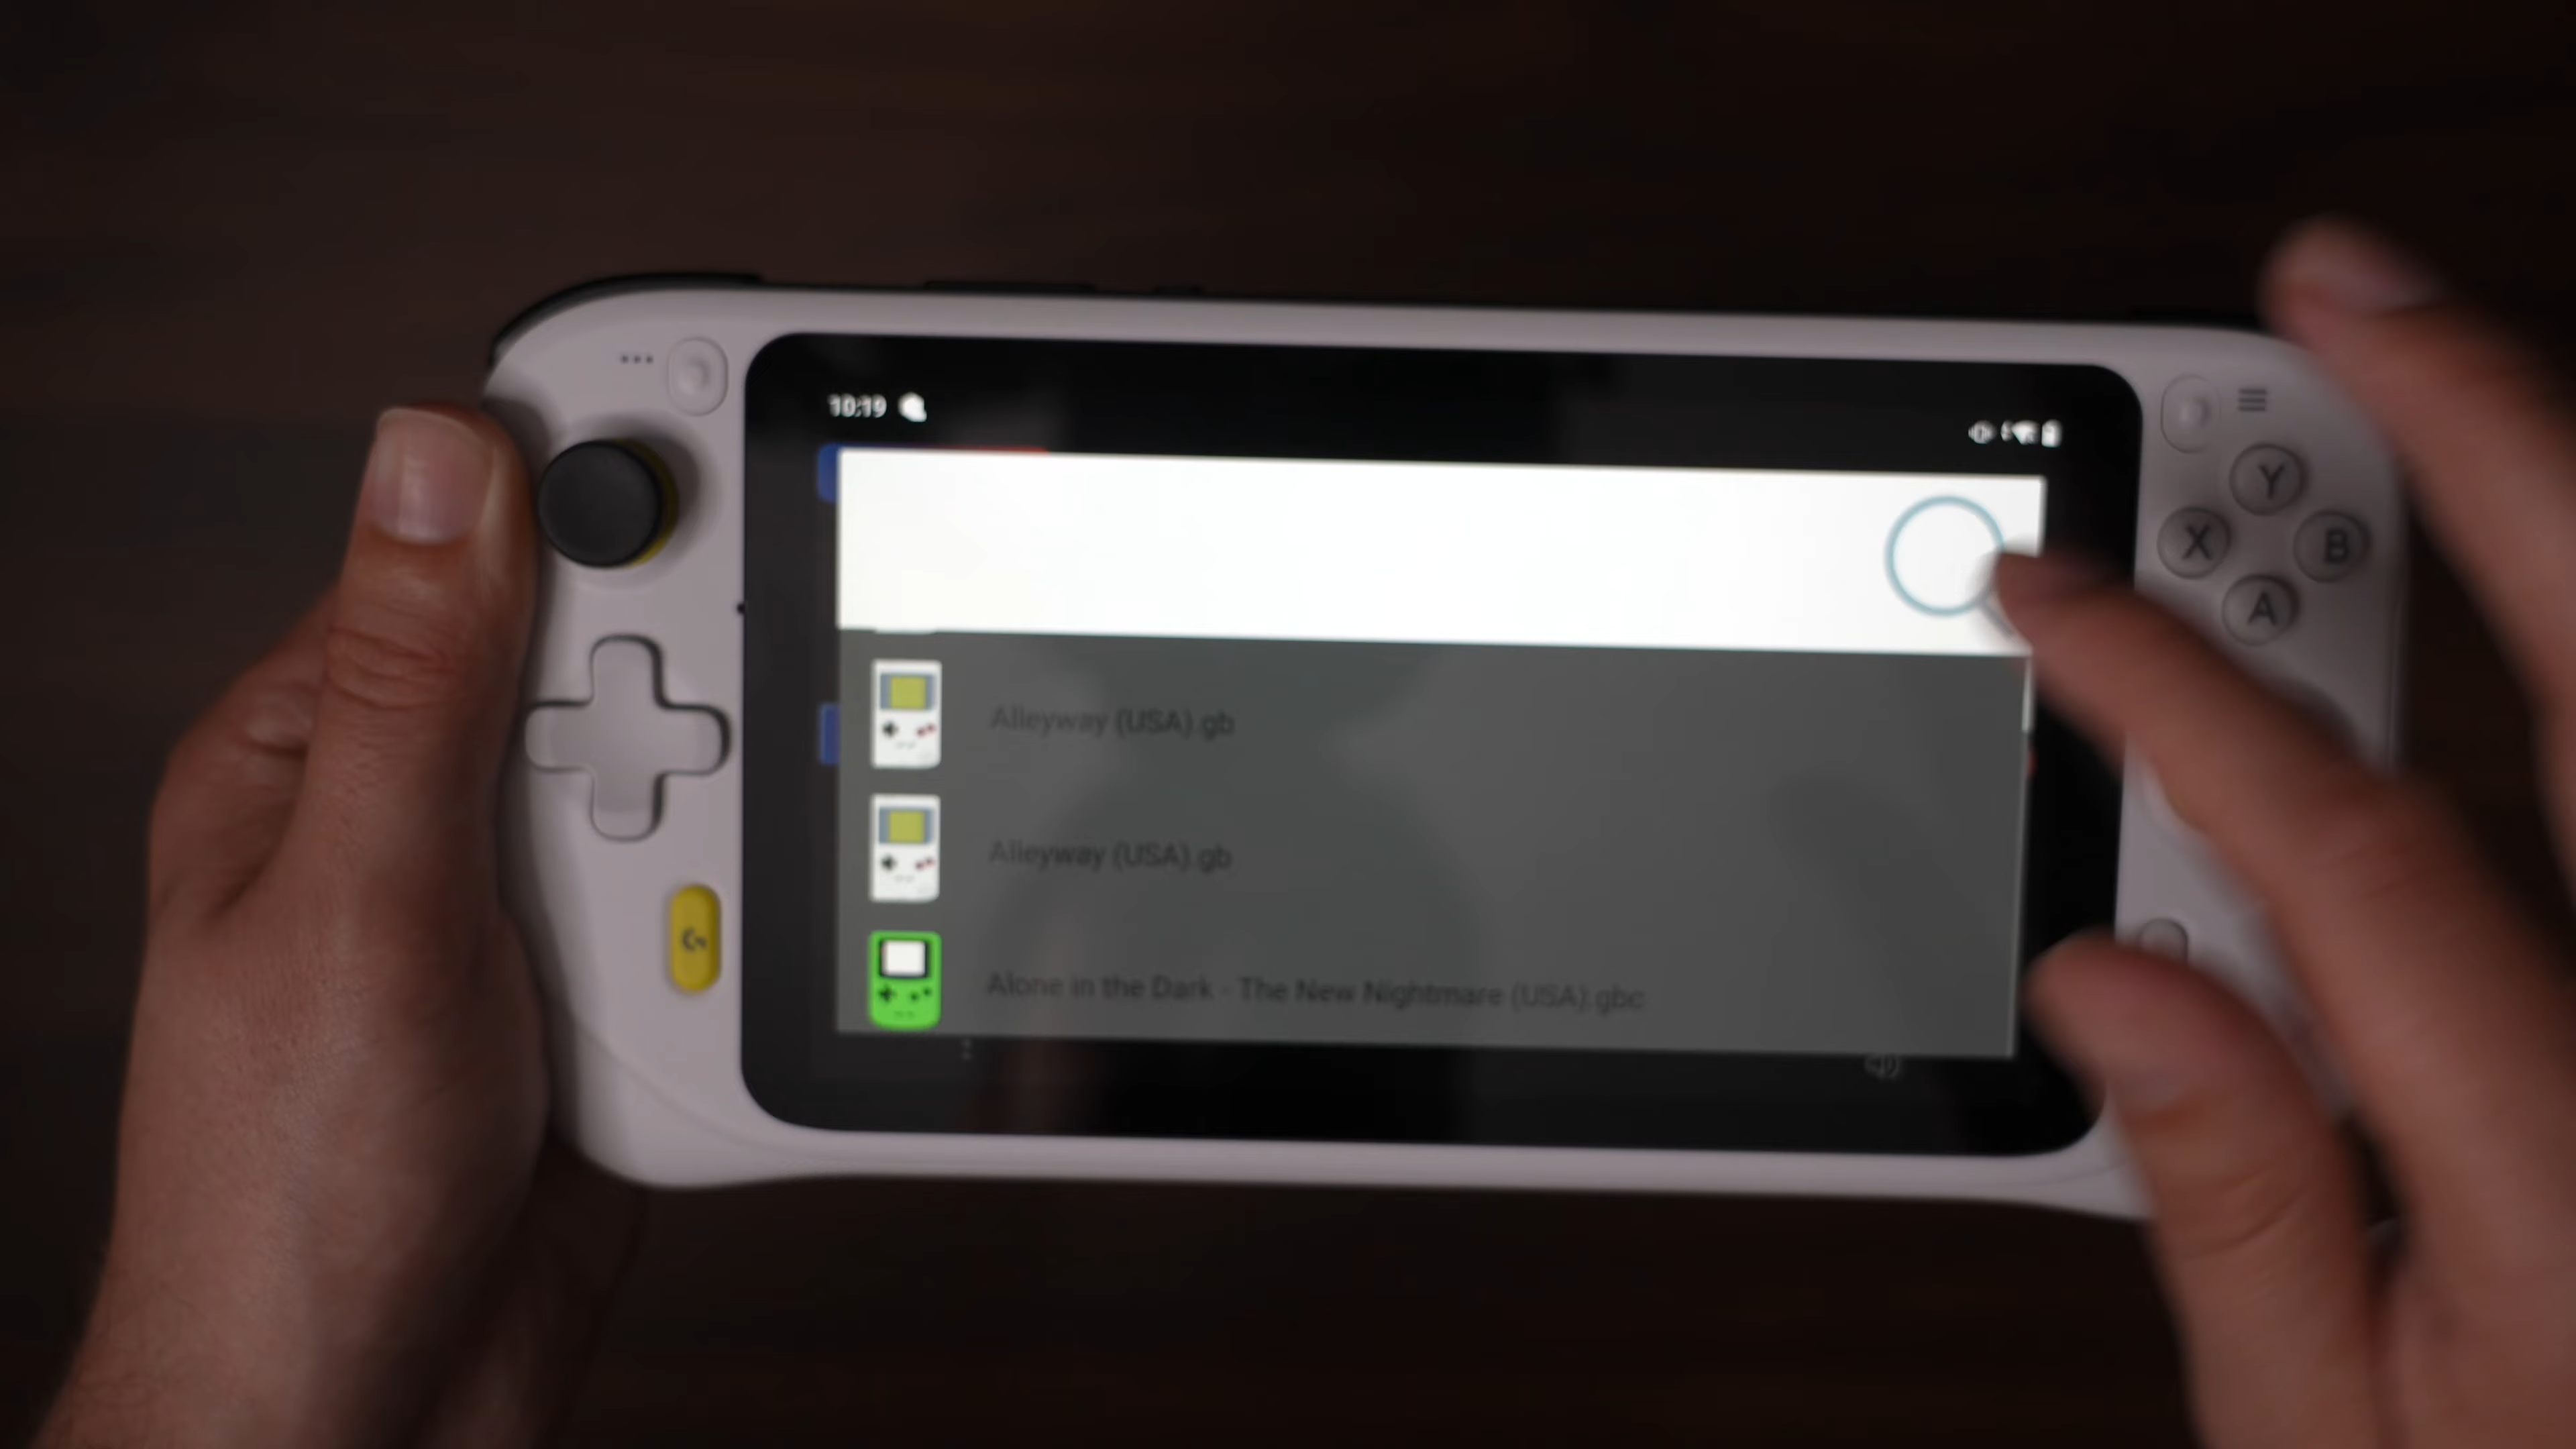 10:19
Y
X
B
A
G
Alleyway (USA).gb
Alleyway (USA).gb
Alone in the Dark - The New Nightmare (USA).gbc